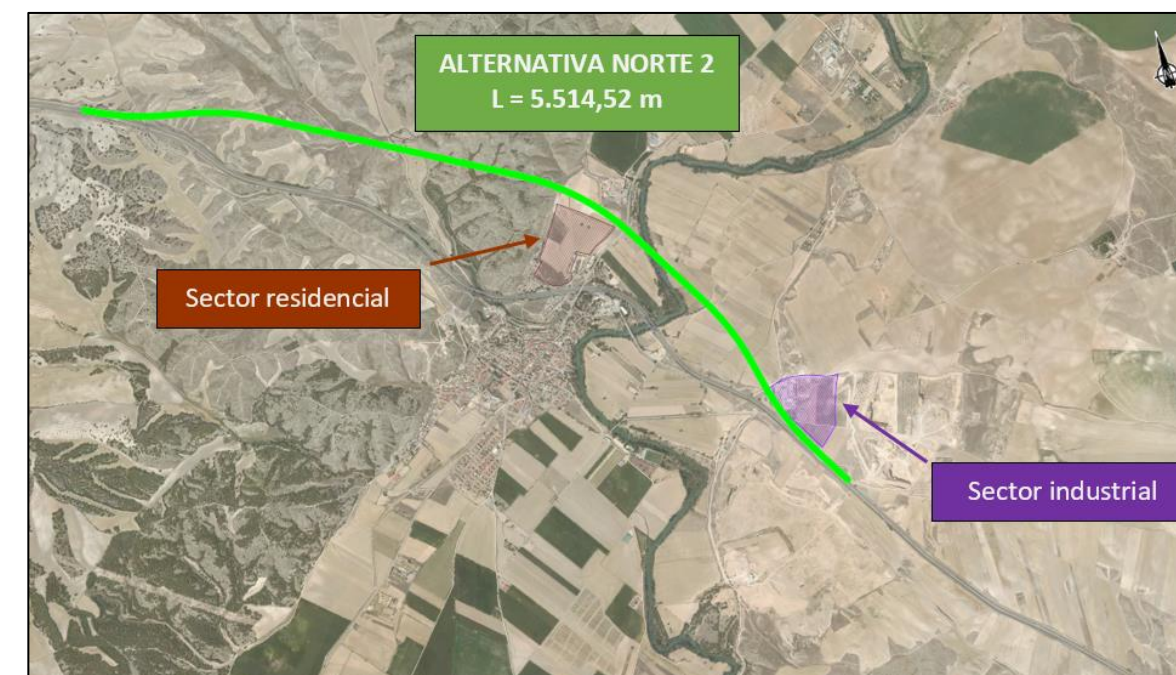 ALTERNATIVA NORTE 2
L = 5.514,52 m
Sector residencial
Sector industrial